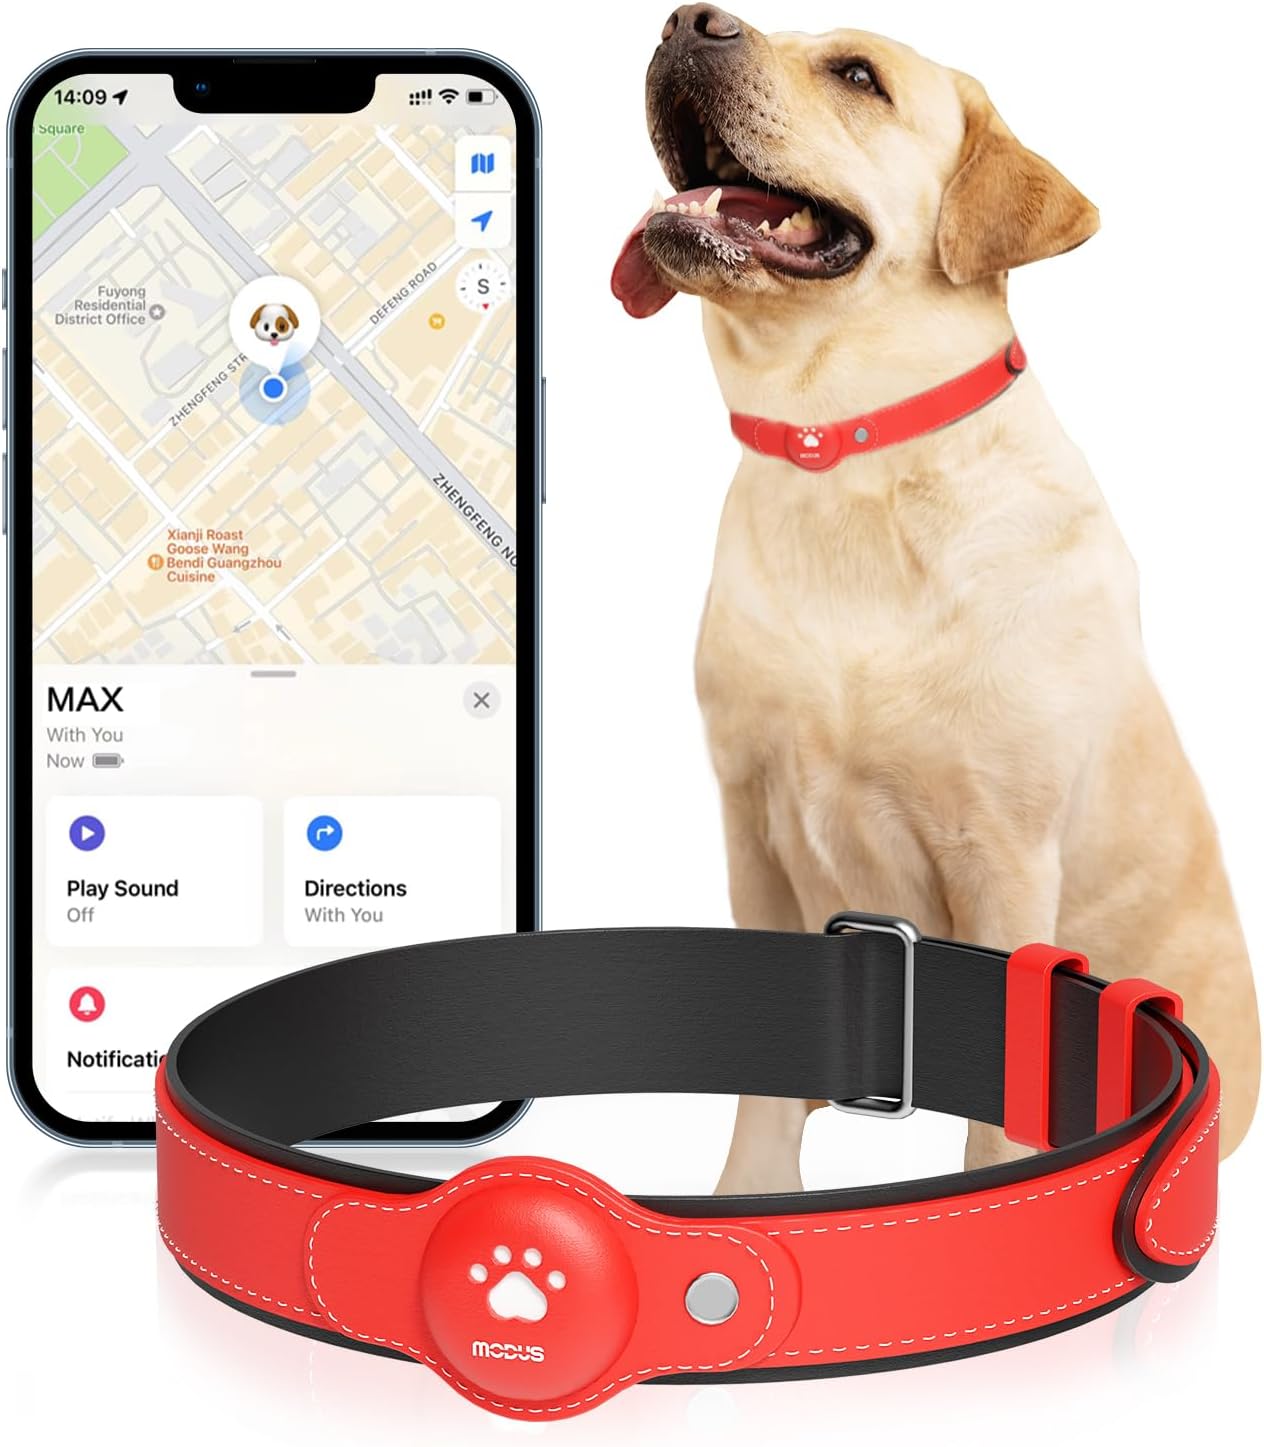 14:09
Square
Fuyong
Residential
District Office
DEFENG ROAD
S
ZHENGFENG STR
ZHENGFENG NO
Xianji Roast
Goose Wang
Bendi Guangzhou
Cuisine
MAX
With You
Now
Play Sound
Off
Directions
With You
Notificatio
MODUS
MODUS